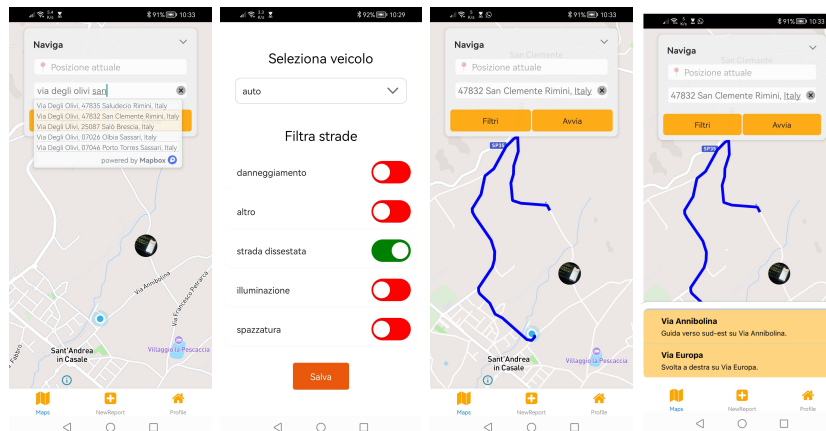 91% 10:33
Naviga
Posizione attuale
via degli olivi san
Via Degli Olivi, 47835 Saludecio Rimini, Italy
Via Degli Olivi, 47832 San Clemente Rimini, Italy
Via Degli Olivi, 25087 Salò Brescia, Italy
Via Degli Olivi, 07026 Olbia Sassari, Italy
Via Degli Olivi, 07046 Porto Torres Sassari, Italy
powered by Mapbox
Via Annibolina
Via Francesco Petrarca
Sant'Andrea
in Casale
Villaggio la Pescaccia
Maps NewReport Profile
92% 10:29
Seleziona veicolo
auto
Filtra strade
danneggiamento
altro
strada dissestata
illuminazione
spazzatura
Salva
91% 10:33
Naviga
San Clemente
Posizione attuale
47832 San Clemente Rimini, Italy
Filtri Avvia
SP35
Sant'Andrea
in Casale
Villaggio la Pescaccia
Maps NewReport Profile
91% 10:33
Naviga
San Clemente
Posizione attuale
47832 San Clemente Rimini, Italy
Filtri Avvia
SP35
Via Annibolina
Guida verso sud-est su Via Annibolina.
Via Europa
Svolta a destra su Via Europa.
Maps NewReport Profile